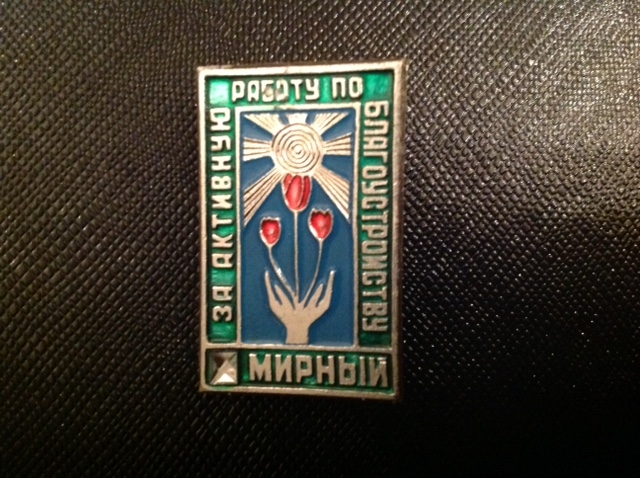 ЗА АКТИВНУЮ
РАБОТУ ПО
БЛАГОУСТРОЙСТВУ
МИРНЫЙ